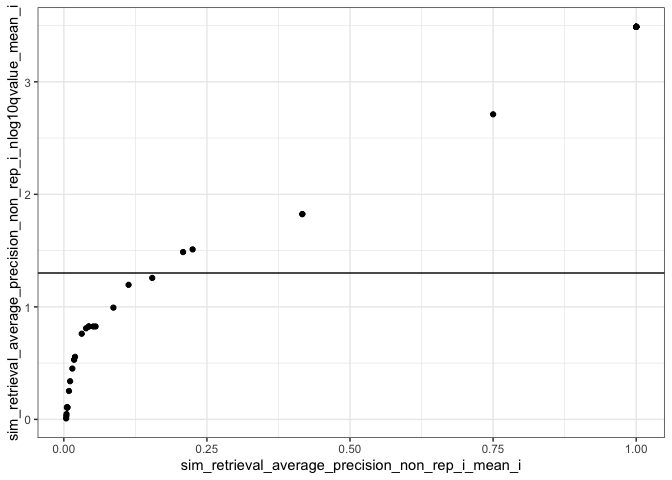 sim_retrieval_average_precision_non_rep_i_nlog10qvalue_mean_i
3
2
1
0
0.00 0.25 0.50 0.75 1.00
sim_retrieval_average_precision_non_rep_i_mean_i